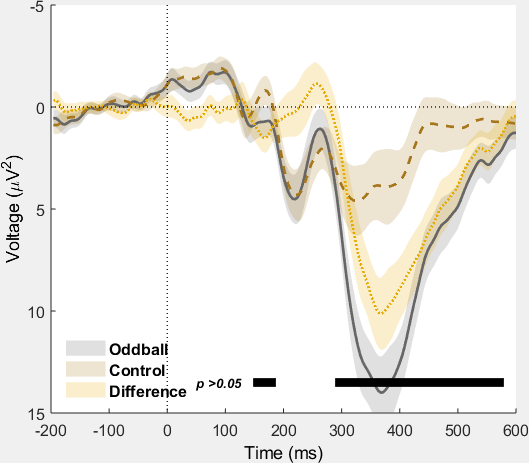 -5
0
5
10
15
Voltage (μV²)
Oddball
Control
Difference
p >0.05
-200 -100 0 100 200 300 400 500 600
Time (ms)